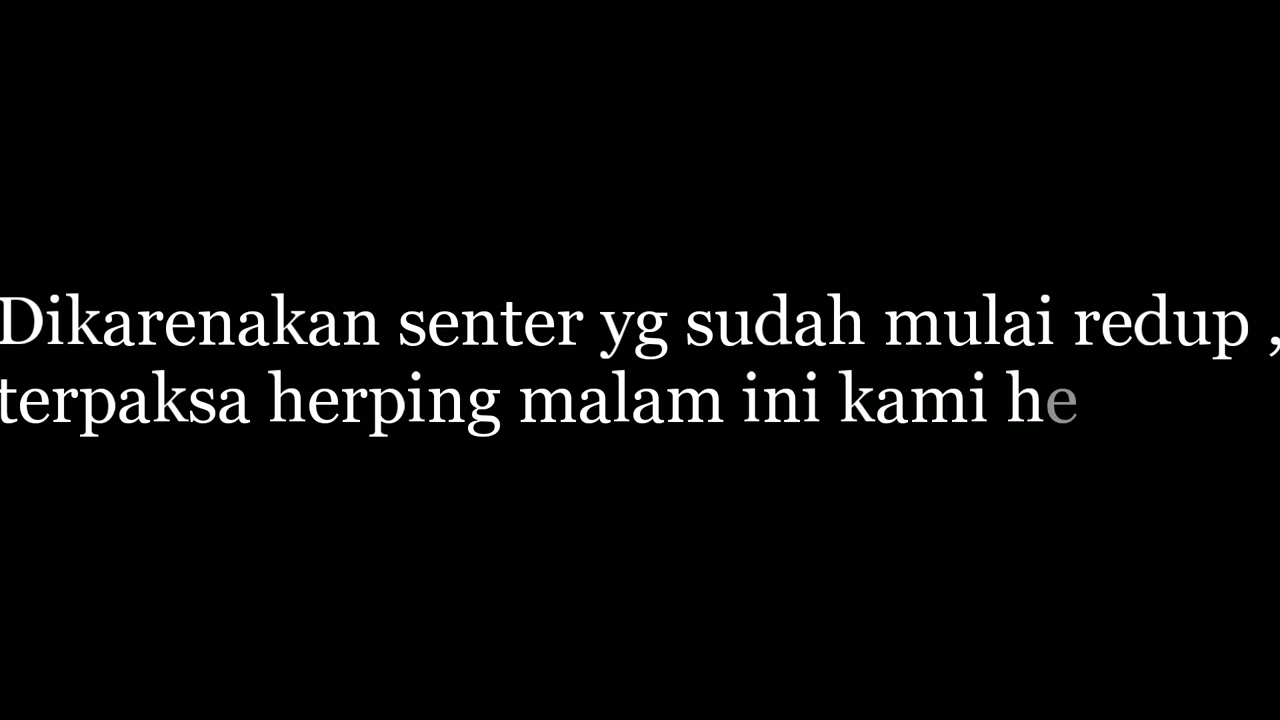 Dikarenakan senter yg sudah mulai redup ,
terpaksa herping malam ini kami he